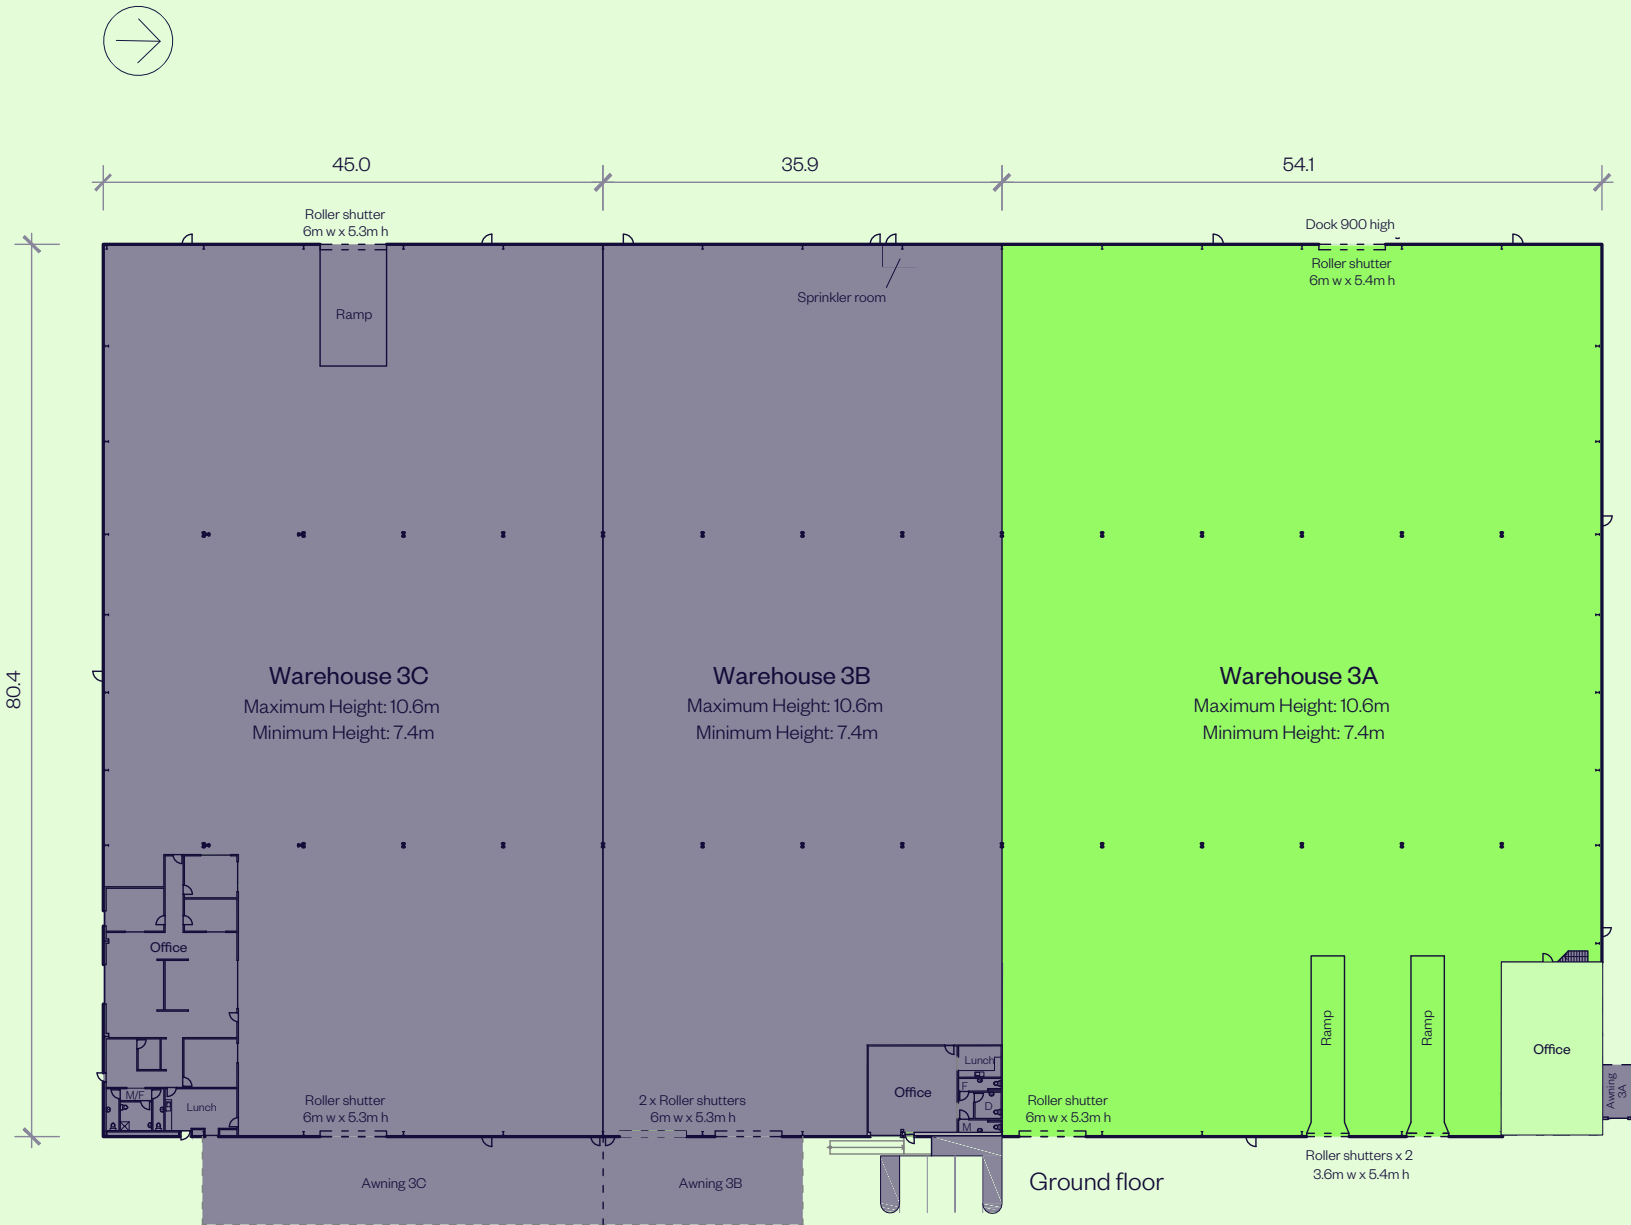 45.0
35.9
54.1
Roller shutter
6m w x 5.3m h
Dock 900 high
Roller shutter
6m w x 5.4m h
Ramp
Sprinkler room
80.4
Warehouse 3C
Maximum Height: 10.6m
Minimum Height: 7.4m
Warehouse 3B
Maximum Height: 10.6m
Minimum Height: 7.4m
Warehouse 3A
Maximum Height: 10.6m
Minimum Height: 7.4m
Office
M/F
Lunch
Roller shutter
6m w x 5.3m h
2 x Roller shutters
6m w x 5.3m h
Office
Lunch
F
D
M
Roller shutter
6m w x 5.3m h
Ramp
Ramp
Office
Awning
3A
Roller shutters x 2
3.6m w x 5.4m h
Awning 3C
Awning 3B
Ground floor